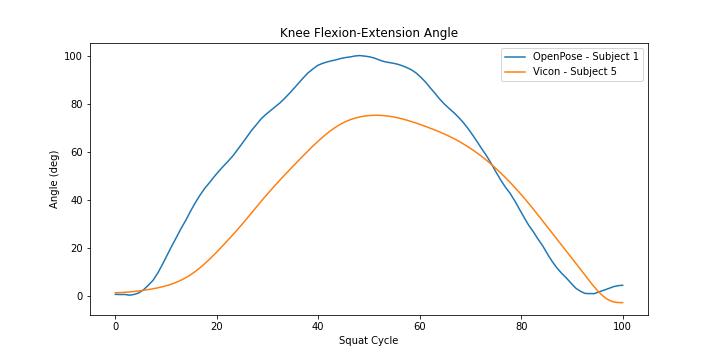 Knee Flexion-Extension Angle
OpenPose - Subject 1
Vicon - Subject 5
100
80
60
40
20
0
Angle (deg)
0 20 40 60 80 100
Squat Cycle